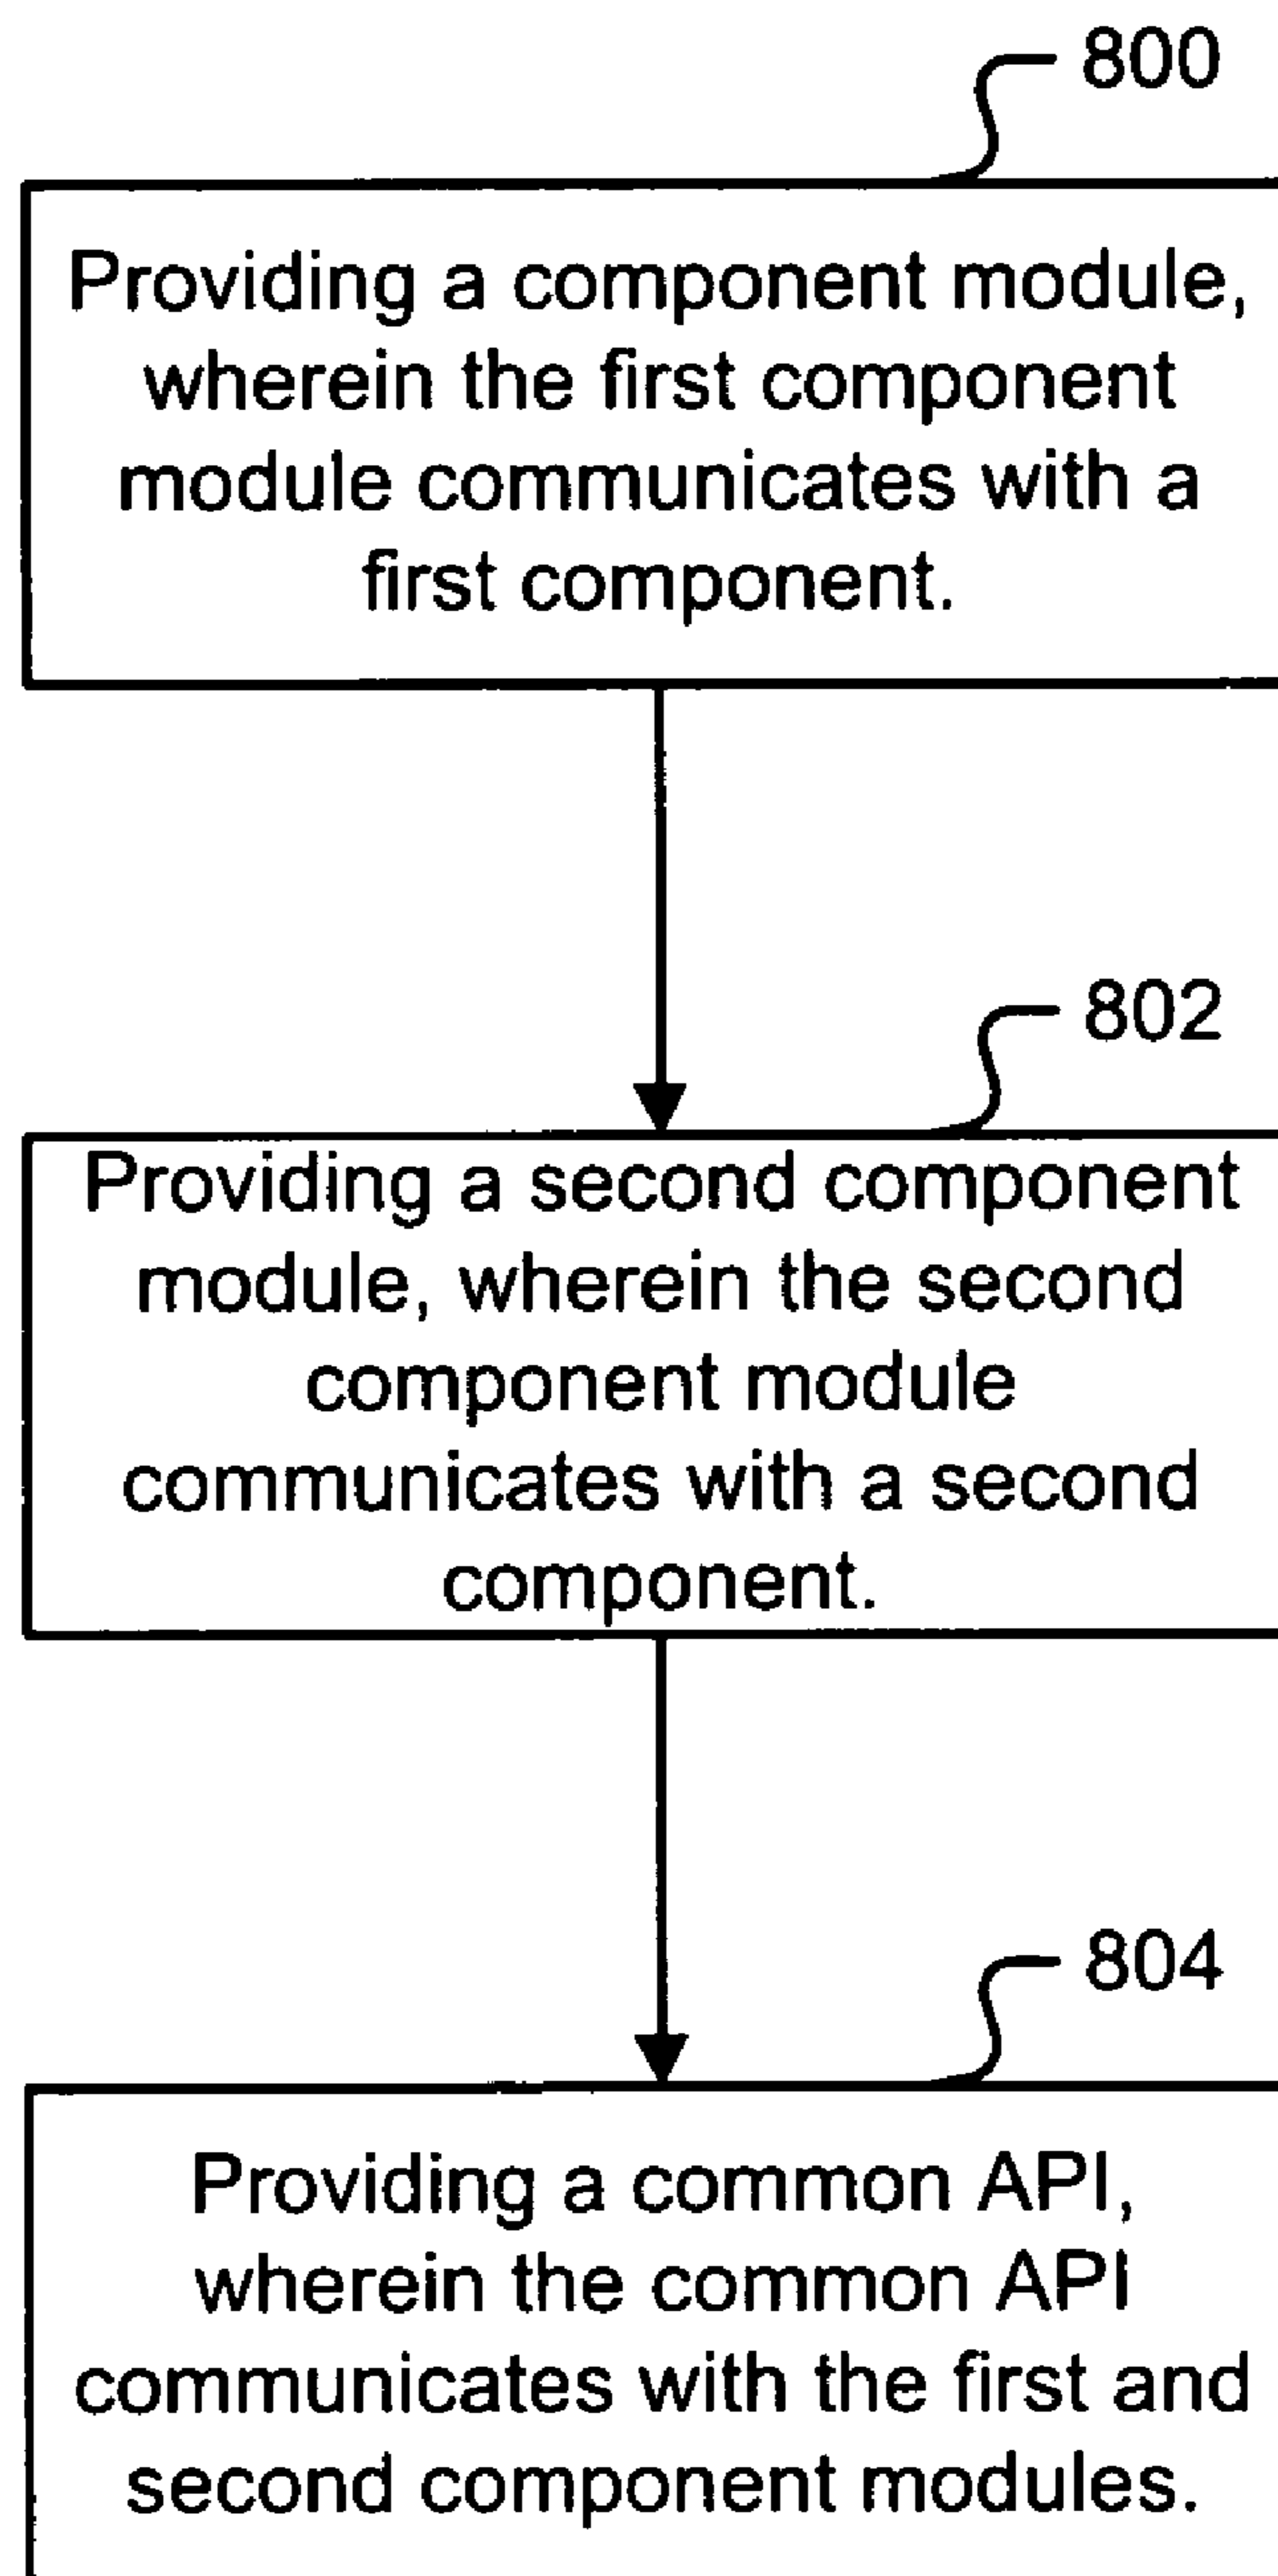 800
Providing a component module,
wherein the first component
module communicates with a
first component.
802
Providing a second component
module, wherein the second
component module
communicates with a second
component.
804
Providing a common API,
wherein the common API
communicates with the first and
second component modules.